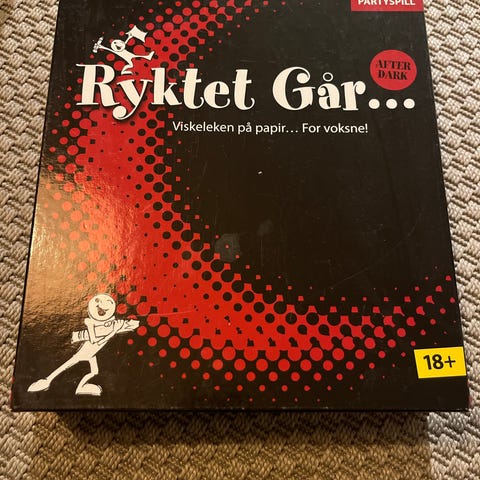 PARTYSPILL
AFTER
DARK
Ryktet Går...
Viskeleken på papir... For voksne!
18+